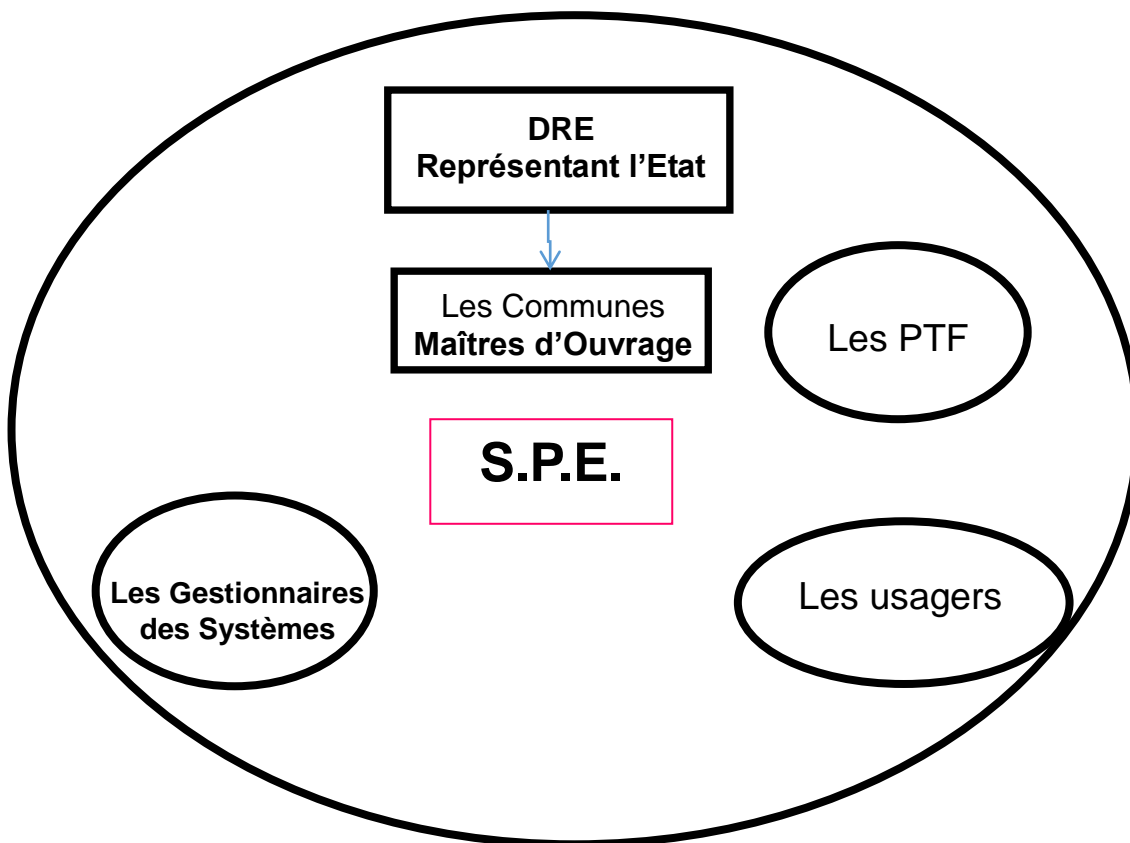 DRE
Représentant l’Etat
Les Communes
Maîtres d’Ouvrage
Les PTF
S.P.E.
Les Gestionnaires
des Systèmes
Les usagers